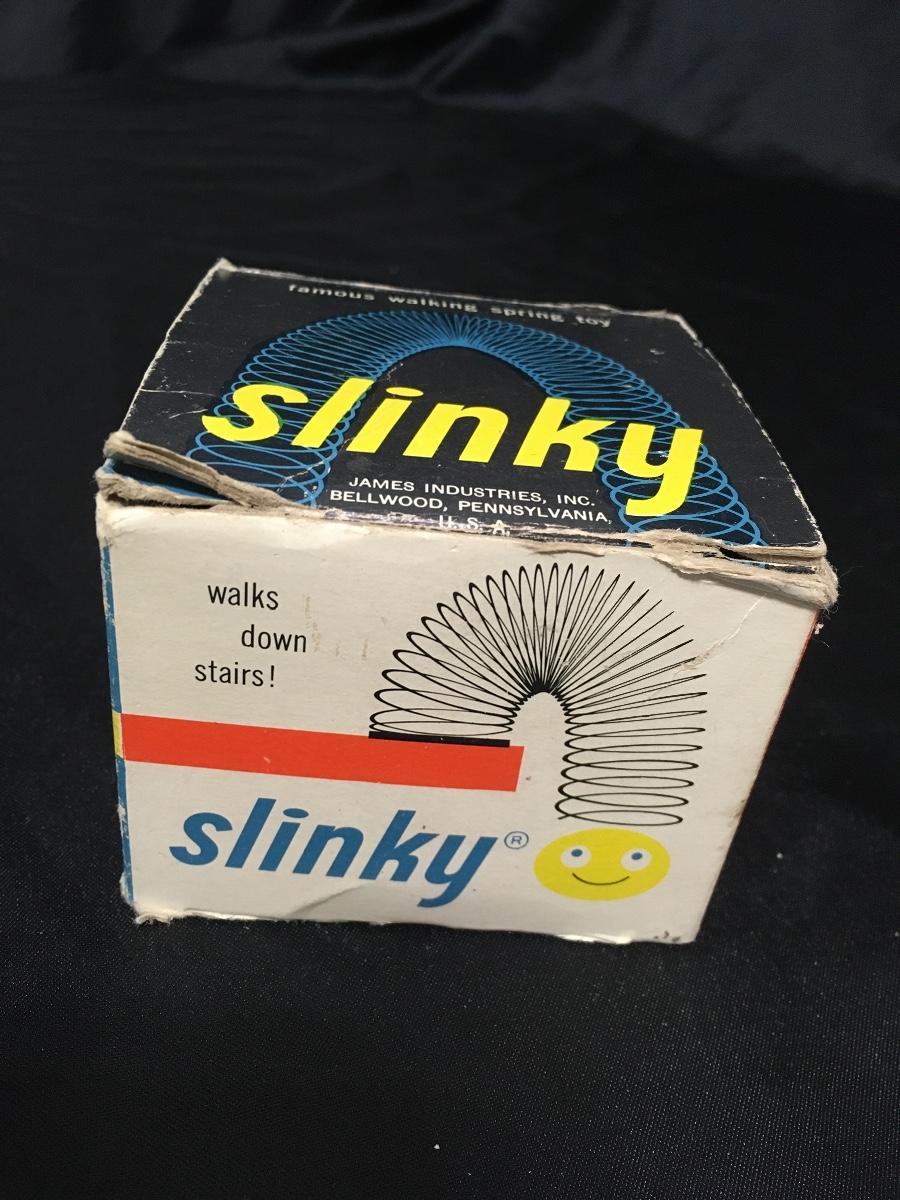 famous walking spring toy
slinky
JAMES INDUSTRIES, INC.
BELLWOOD, PENNSYLVANIA,
U. S. A.
walks
down
stairs!
slinky®